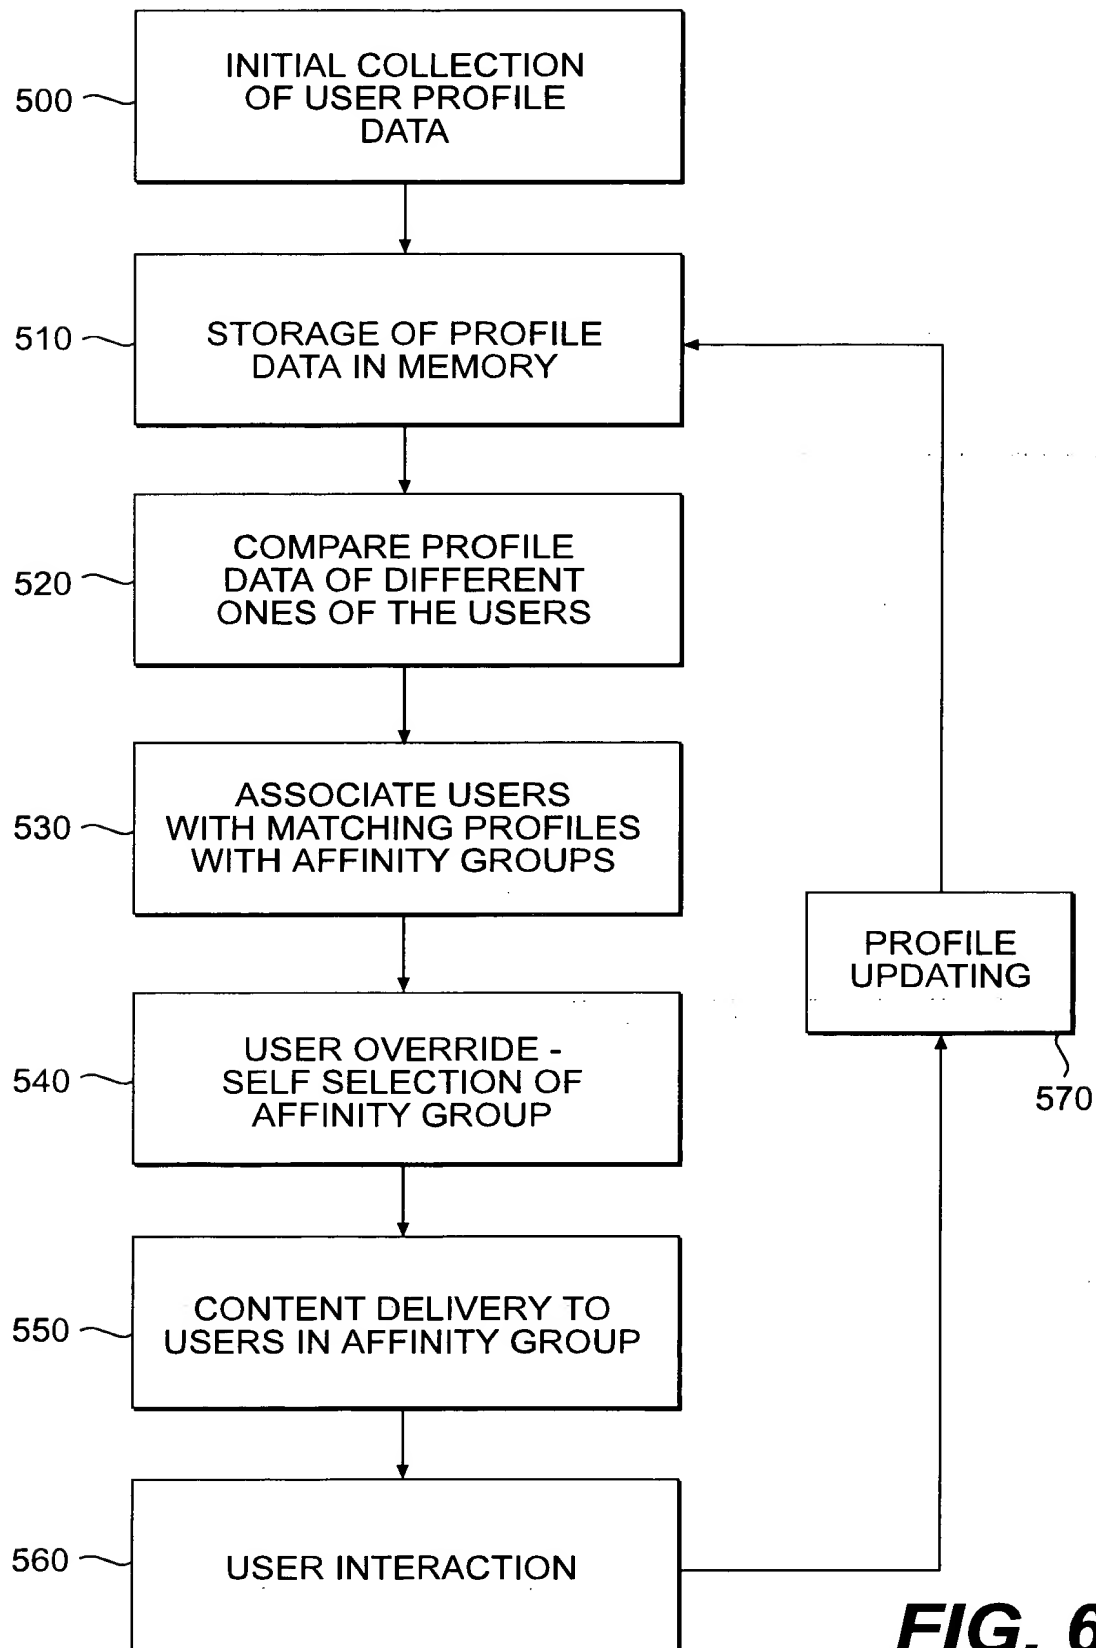 500
INITIAL COLLECTION
OF USER PROFILE
DATA
510
STORAGE OF PROFILE
DATA IN MEMORY
520
COMPARE PROFILE
DATA OF DIFFERENT
ONES OF THE USERS
530
ASSOCIATE USERS
WITH MATCHING PROFILES
WITH AFFINITY GROUPS
PROFILE
UPDATING
570
540
USER OVERRIDE -
SELF SELECTION OF
AFFINITY GROUP
550
CONTENT DELIVERY TO
USERS IN AFFINITY GROUP
560
USER INTERACTION
FIG. 6